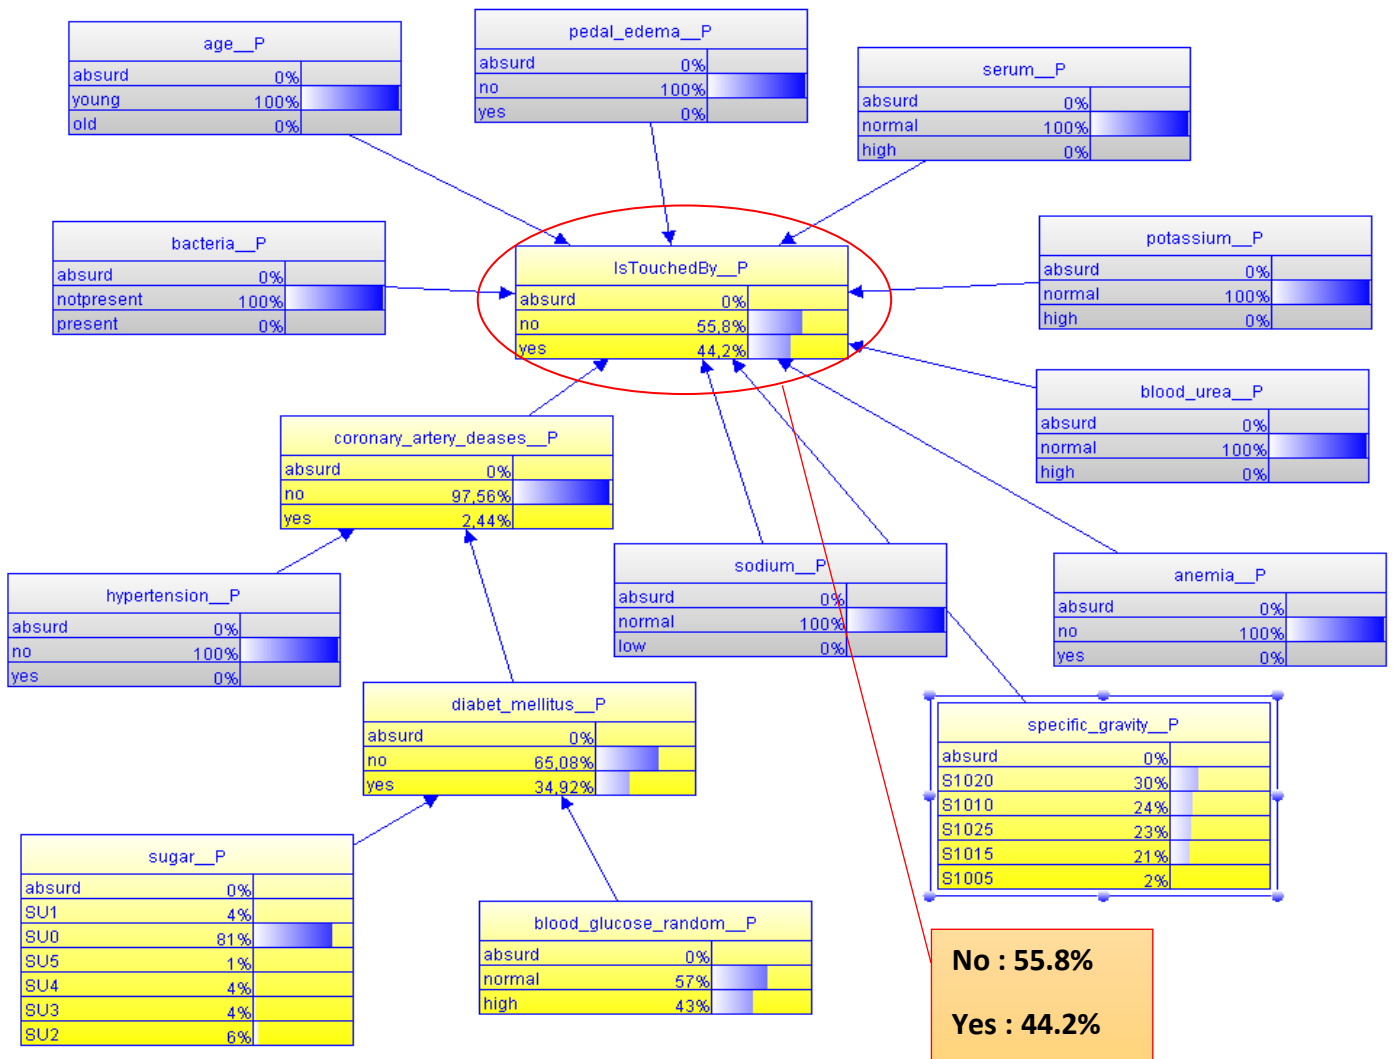 age__P
absurd 0%
young 100%
old 0%
pedal_edema__P
absurd 0%
no 100%
yes 0%
serum__P
absurd 0%
normal 100%
high 0%
bacteria__P
absurd 0%
notpresent 100%
present 0%
IsTouchedBy__P
absurd 0%
no 55,8%
yes 44,2%
potassium__P
absurd 0%
normal 100%
high 0%
blood_urea__P
absurd 0%
normal 100%
high 0%
coronary_artery_deases__P
absurd 0%
no 97,56%
yes 2,44%
hypertension__P
absurd 0%
no 100%
yes 0%
sodium__P
absurd 0%
normal 100%
low 0%
anemia__P
absurd 0%
no 100%
yes 0%
diabet_mellitus__P
absurd 0%
no 65,08%
yes 34,92%
specific_gravity__P
absurd 0%
S1020 30%
S1010 24%
S1025 23%
S1015 21%
S1005 2%
sugar__P
absurd 0%
SU1 4%
SU0 81%
SU5 1%
SU4 4%
SU3 4%
SU2 6%
blood_glucose_random__P
absurd 0%
normal 57%
high 43%
No : 55.8%
Yes : 44.2%